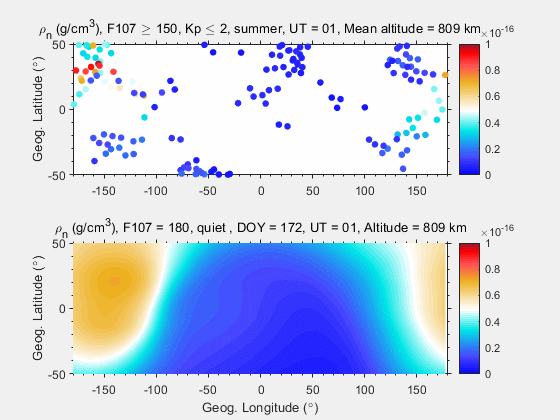 ρn (g/cm3), F107 ≥ 150, Kp ≤ 2, summer, UT = 01, Mean altitude = 809 km
×10-16
50
0
-50
Geog. Latitude (°)
-150 -100 -50 0 50 100 150
1
0.8
0.6
0.4
0.2
0
ρn (g/cm3), F107 = 180, quiet , DOY = 172, UT = 01, Altitude = 809 km
×10-16
50
0
-50
Geog. Latitude (°)
-150 -100 -50 0 50 100 150
Geog. Longitude (°)
1
0.8
0.6
0.4
0.2
0